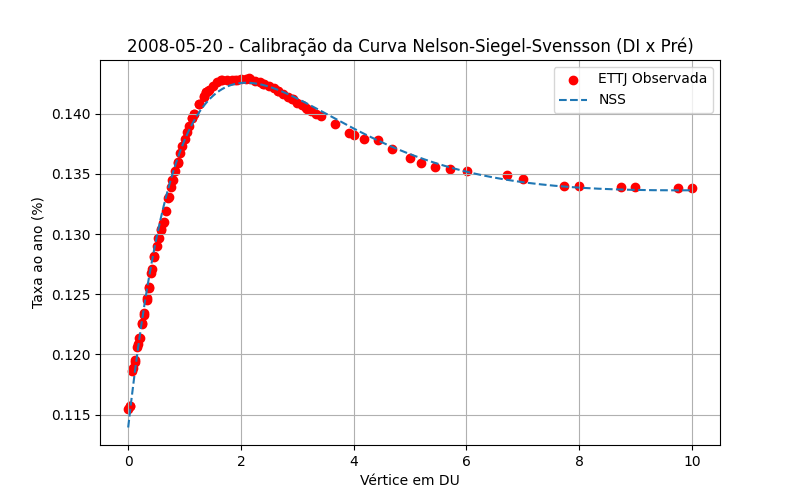 2008-05-20 - Calibração da Curva Nelson-Siegel-Svensson (DI x Pré)
ETTJ Observada
NSS
Taxa ao ano (%)
0.140
0.135
0.130
0.125
0.120
0.115
0 2 4 6 8 10
Vértice em DU